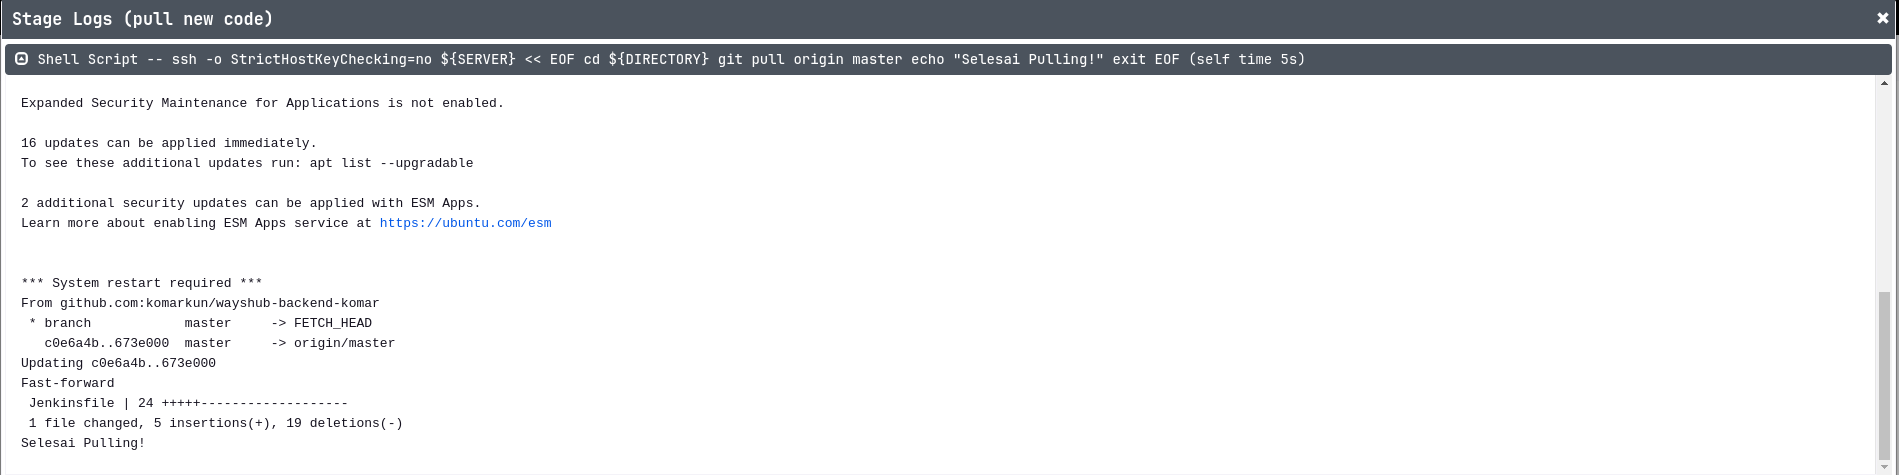 Stage Logs (pull new code)
Shell Script -- ssh -o StrictHostKeyChecking=no ${SERVER} << EOF cd ${DIRECTORY} git pull origin master echo "Selesai Pulling!" exit EOF (self time 5s)
Expanded Security Maintenance for Applications is not enabled.
16 updates can be applied immediately.
To see these additional updates run: apt list --upgradable
2 additional security updates can be applied with ESM Apps.
Learn more about enabling ESM Apps service at https://ubuntu.com/esm
*** System restart required ***
From github.com:komarkun/wayshub-backend-komar
 * branch            master     -> FETCH_HEAD
   c0e6a4b..673e000  master     -> origin/master
Updating c0e6a4b..673e000
Fast-forward
 Jenkinsfile | 24 +++++-------------------
 1 file changed, 5 insertions(+), 19 deletions(-)
Selesai Pulling!